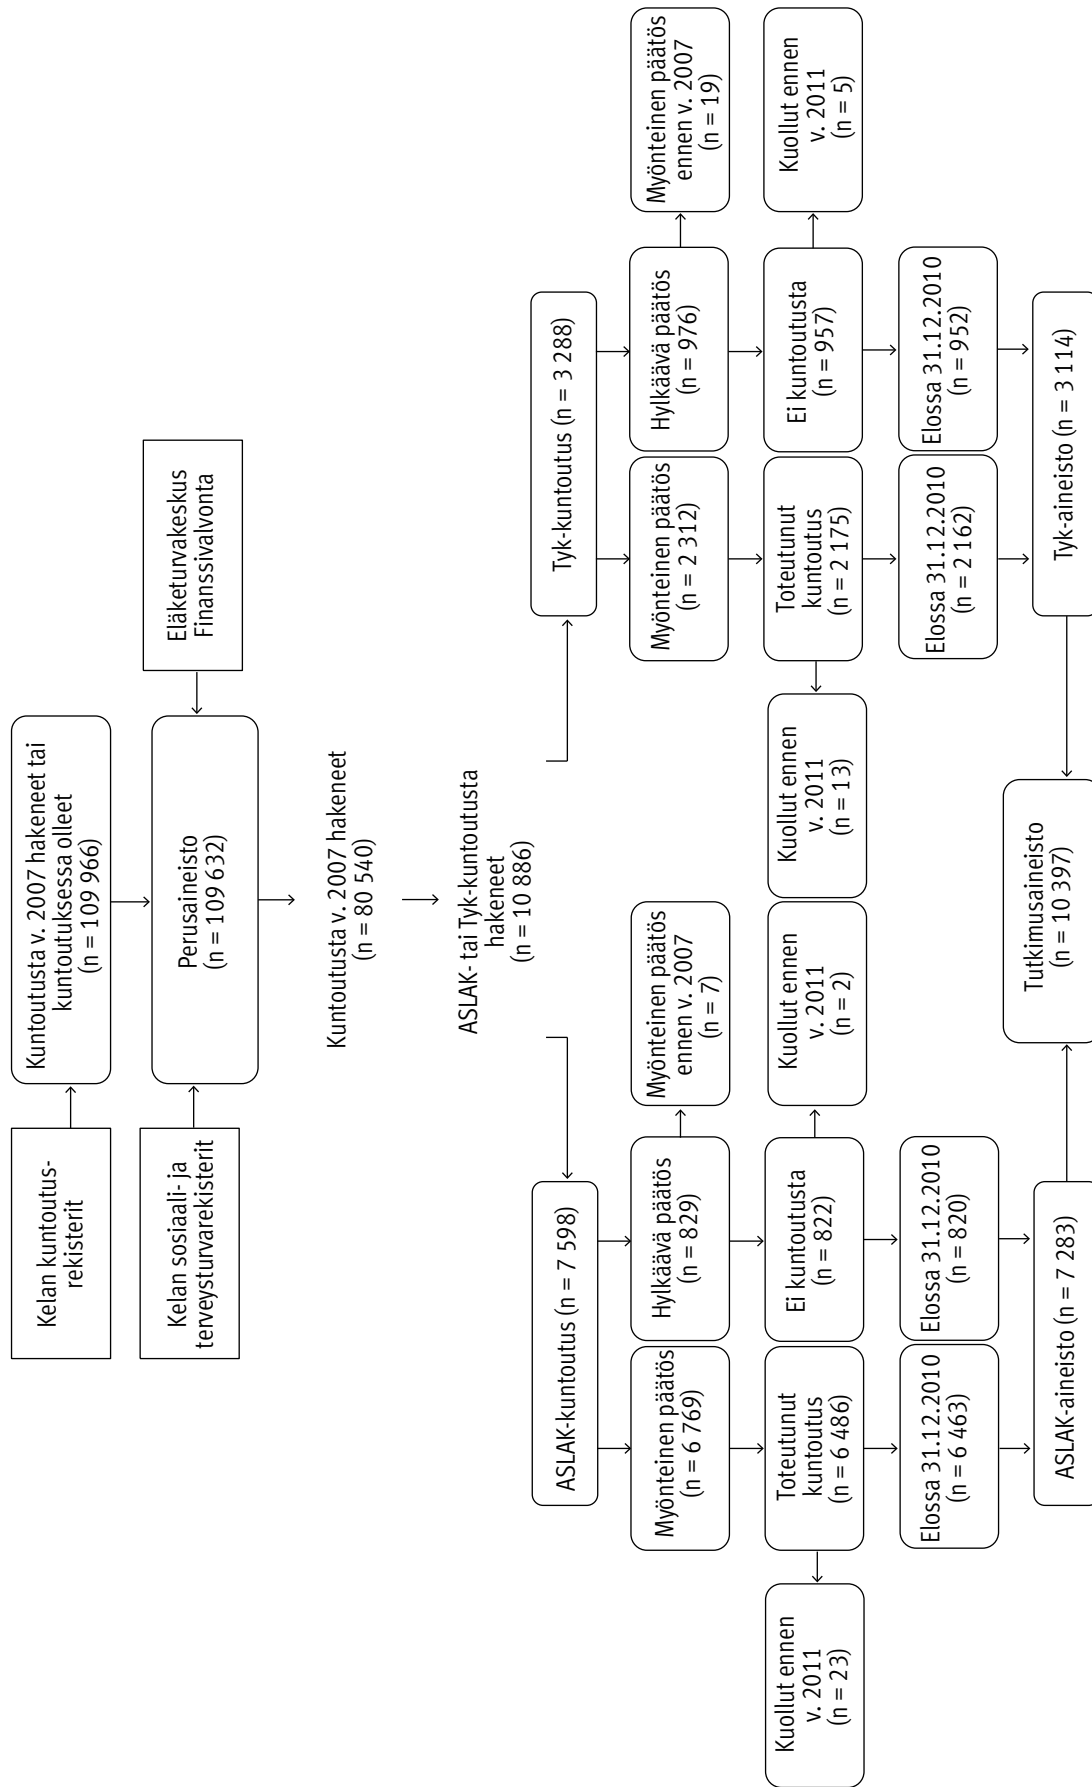 Kelan kuntoutus-
rekisterit
Kuntoutusta v. 2007 hakeneet tai
kuntoutuksessa olleet
(n = 109 966)
Kelan sosiaali- ja
terveysturvarekisterit
Perusaineisto
(n = 109 632)
Eläketurvakeskus
Finanssivalvonta
Kuntoutusta v. 2007 hakeneet
(n = 80 540)
ASLAK- tai Tyk-kuntoutusta
hakeneet
(n = 10 886)
ASLAK-kuntoutus (n = 7 598)
Tyk-kuntoutus (n = 3 288)
Myönteinen päätös
(n = 6 769)
Hylkäävä päätös
(n = 829)
Myönteinen päätös
ennen v. 2007
(n = 7)
Myönteinen päätös
(n = 2 312)
Hylkäävä päätös
(n = 976)
Myönteinen päätös
ennen v. 2007
(n = 19)
Kuollut ennen
v. 2011
(n = 23)
Toteutunut
kuntoutus
(n = 6 486)
Ei kuntoutusta
(n = 822)
Kuollut ennen
v. 2011
(n = 2)
Kuollut ennen
v. 2011
(n = 13)
Toteutunut
kuntoutus
(n = 2 175)
Ei kuntoutusta
(n = 957)
Kuollut ennen
v. 2011
(n = 5)
Elossa 31.12.2010
(n = 6 463)
Elossa 31.12.2010
(n = 820)
Elossa 31.12.2010
(n = 2 162)
Elossa 31.12.2010
(n = 952)
ASLAK-aineisto (n = 7 283)
Tutkimusaineisto
(n = 10 397)
Tyk-aineisto (n = 3 114)